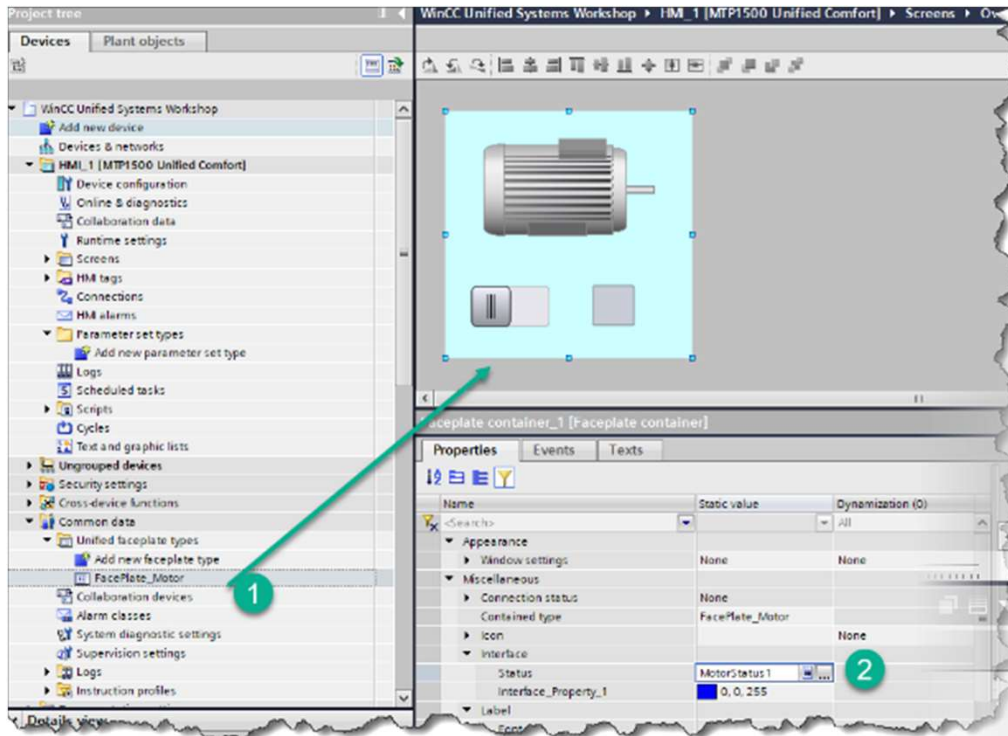 Project tree
Devices
Plant objects
WinCC Unified Systems Workshop
Add new device
Devices & networks
HMI_1 [MTP1500 Unified Comfort]
Device configuration
Online & diagnostics
Collaboration data
Runtime settings
Screens
HMI tags
Connections
HMI alarms
Parameter set types
Add new parameter set type
Logs
Scheduled tasks
Scripts
Cycles
Text and graphic lists
Ungrouped devices
Security settings
Cross-device functions
Common data
Unified faceplate types
Add new faceplate type
FacePlate_Motor
Collaboration devices
Alarm classes
System diagnostic settings
Supervision settings
Logs
Instruction profiles
Details view
1
WinCC Unified Systems Workshop HMI_1 [MTP1500 Unified Comfort] Screens
Faceplate container_1 [Faceplate container]
Properties Events Texts
Name Static value Dynamization (0)
<Search> All
Appearance
Window settings None None
Miscellaneous
Connection status None
Contained type FacePlate_Motor
Icon None
Interface
Status MotorStatus1 ...
Interface_Property_1 0, 0, 255
Label
2